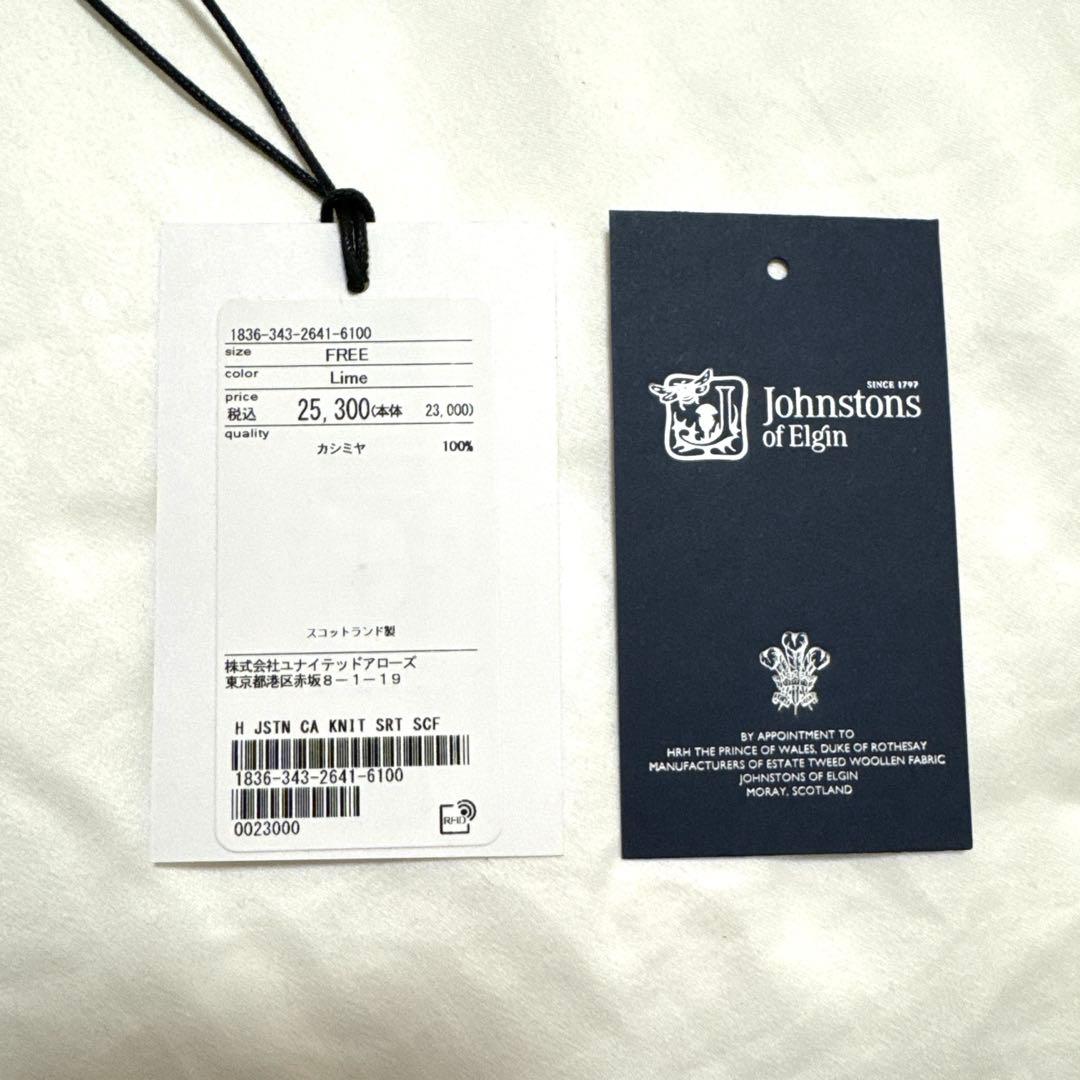 1836-343-2641-6100
size FREE
color Lime
price
税込 25,300(本体 23,000)
quality
カシミヤ 100%
スコットランド製
株式会社ユナイテッドアローズ
東京都港区赤坂8-1-19
H JSTN CA KNIT SRT SCF
1836-343-2641-6100
0023000
RFID
SINCE 1797
Johnstons
of Elgin
BY APPOINTMENT TO
HRH THE PRINCE OF WALES, DUKE OF ROTHESAY
MANUFACTURERS OF ESTATE TWEED WOOLLEN FABRIC
JOHNSTONS OF ELGIN
MORAY, SCOTLAND